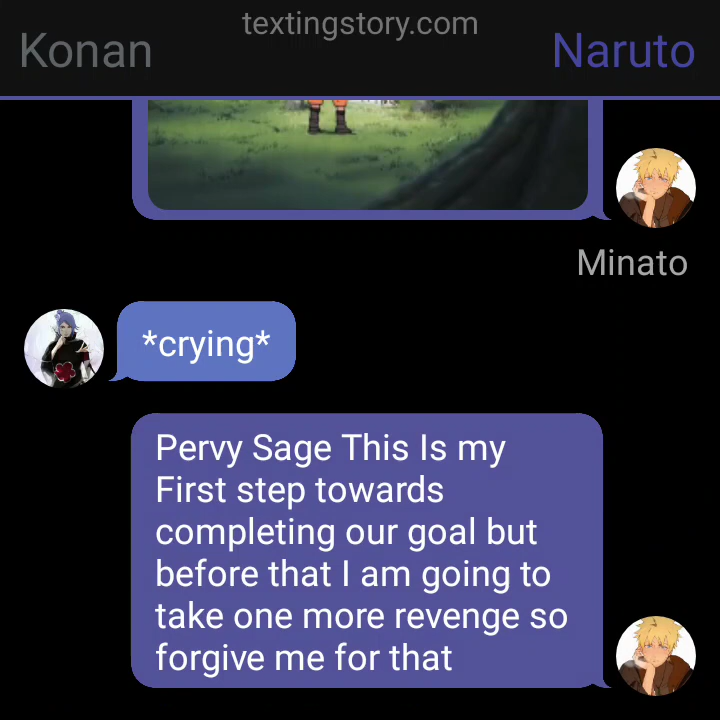 textingstory.com
Konan
Naruto
Minato
*crying*
Pervy Sage This Is my
First step towards
completing our goal but
before that I am going to
take one more revenge so
forgive me for that